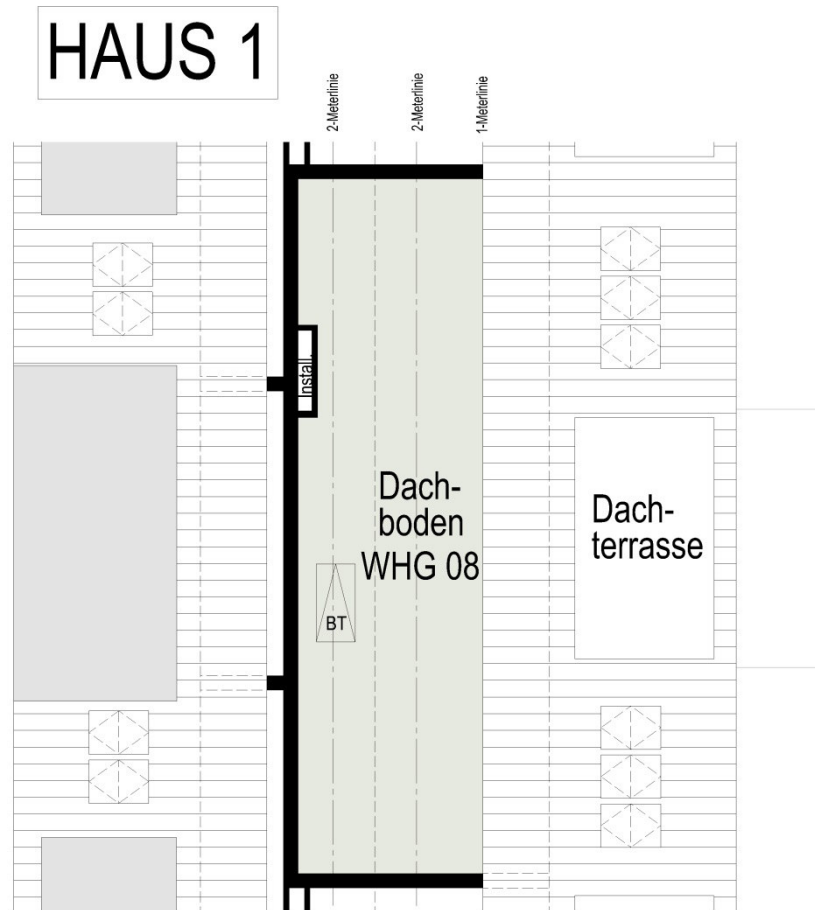 HAUS 1
2-Meterlinie
2-Meterlinie
1-Meterlinie
Install.
Dach-
boden
WHG 08
Dach-
terrasse
BT